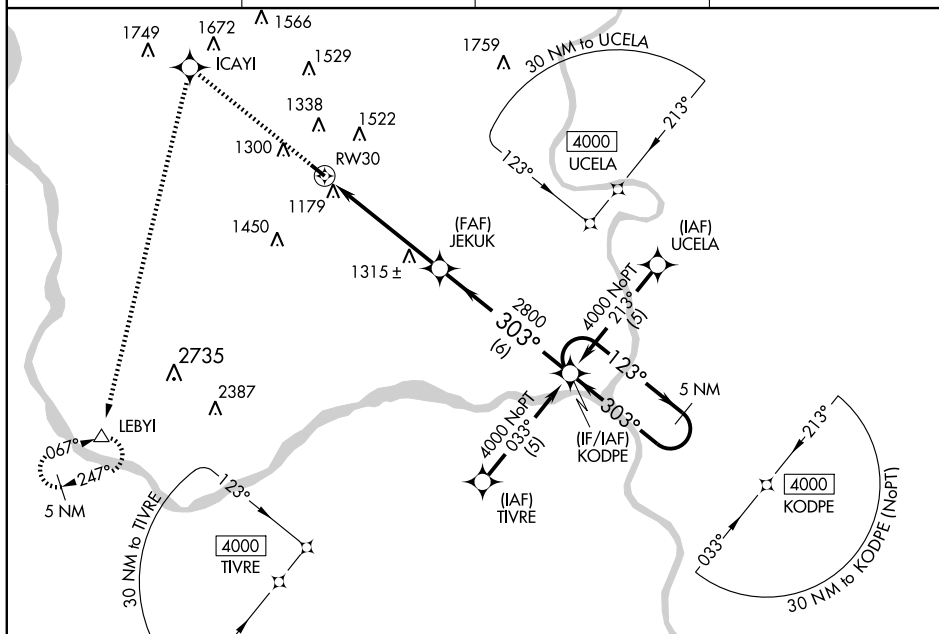 1566
1672
1749
ICAYI
1529
1759
30 NM to UCELA
213°
1338
1522
1300
RW30
4000
UCELA
123°
1179
1450
(FAF)
JEKUK
(IAF)
UCELA
1315 ±
4000 NoPT
213°
(5)
2800
303°
(6)
123°
5 NM
303°
2735
2387
LEBYI
067°
247°
5 NM
4000 NoPT
033°
(5)
(IF/IAF)
KODPE
(IAF)
TIVRE
213°
4000
KODPE
033°
30 NM to KODPE (NoPT)
123°
30 NM to TIVRE
4000
TIVRE